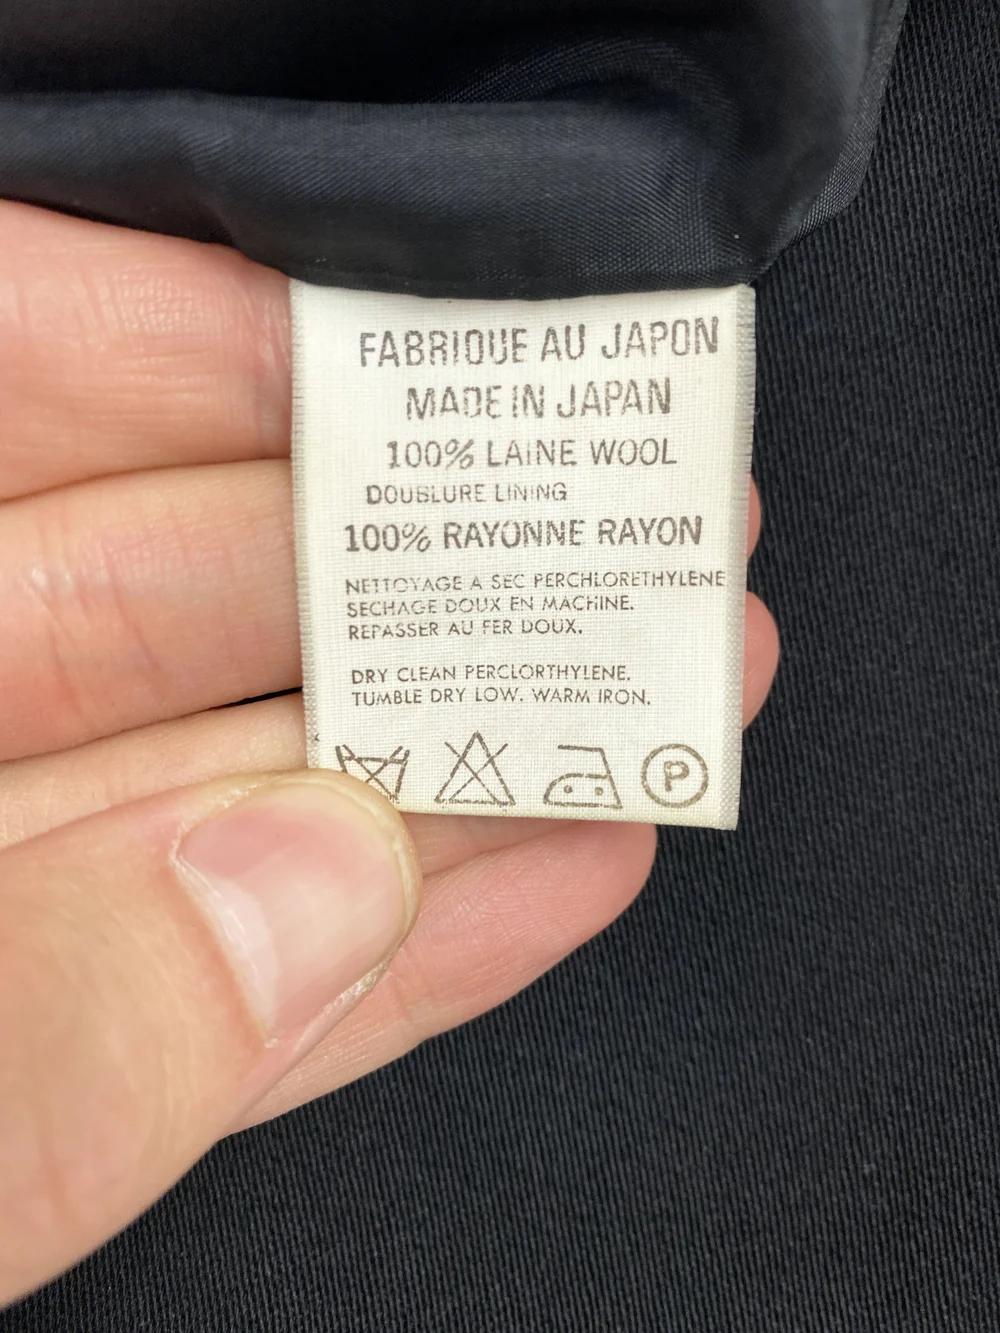 FABRIQUE AU JAPON
MADE IN JAPAN
100% LAINE WOOL
DOUBLURE LINING
100% RAYONNE RAYON
NETTOYAGE A SEC PERCHLORETHYLENE
SECHAGE DOUX EN MACHINE.
REPASSER AU FER DOUX.
DRY CLEAN PERCLORTHYLENE.
TUMBLE DRY LOW. WARM IRON.
P